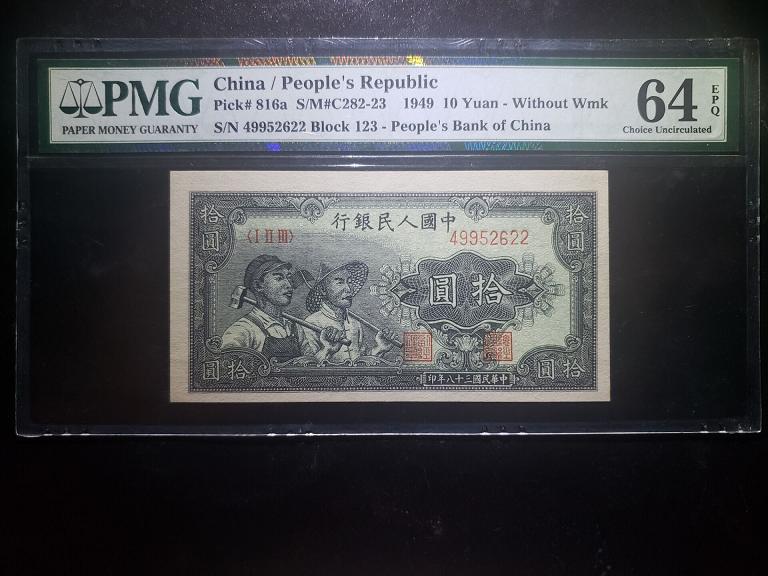 PMG
PAPER MONEY GUARANTY
China / People's Republic
Pick# 816a S/M#C282-23 1949 10 Yuan - Without Wmk
S/N 49952622 Block 123 - People's Bank of China
64 EPQ
Choice Uncirculated
行銀民人國中
〈I II III〉
49952622
拾圓
拾圓
圓拾
圓拾
圓拾
印年八十三國民華中